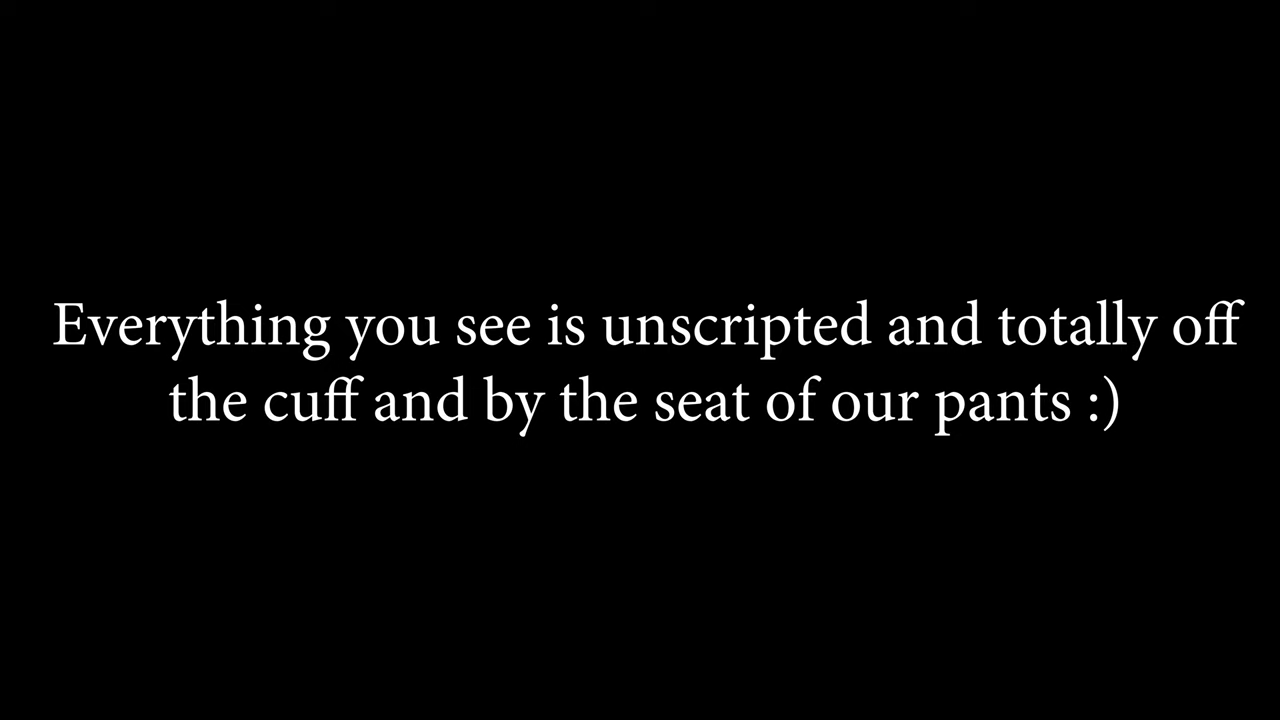 Everything you see is unscripted and totally off
the cuff and by the seat of our pants :)